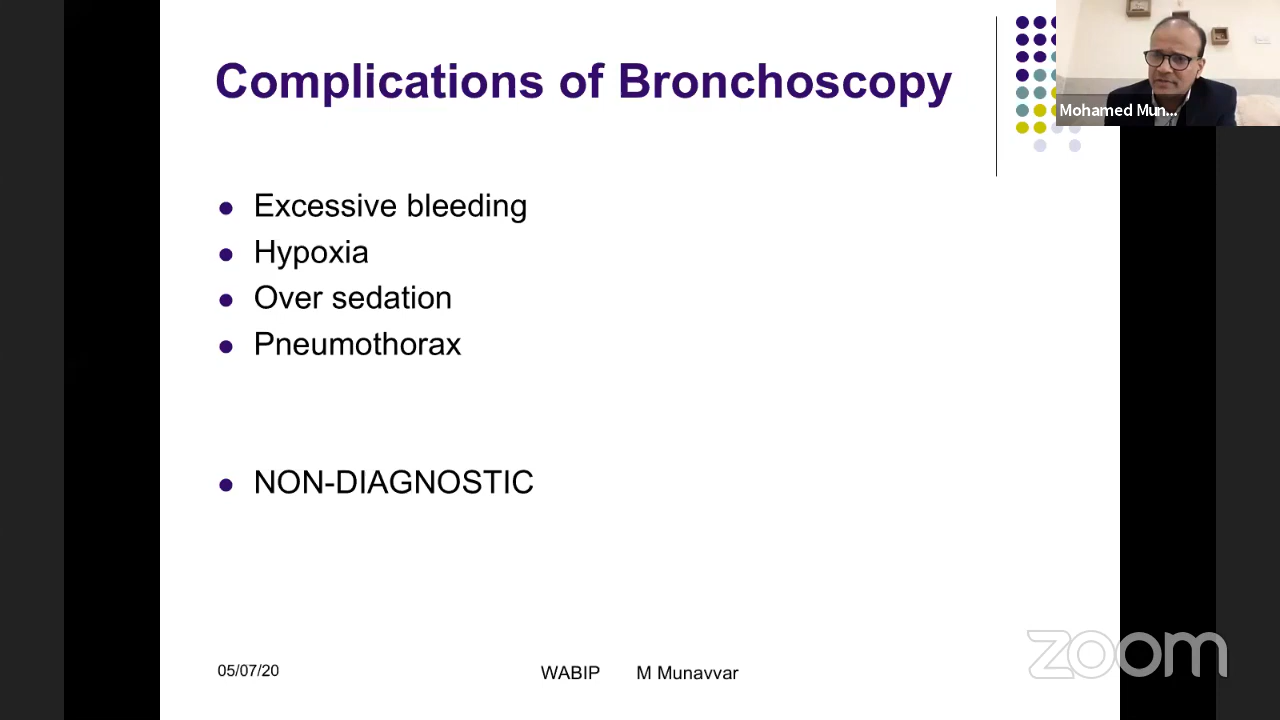 Complications of Bronchoscopy
Mohamed Mun...
Excessive bleeding
Hypoxia
Over sedation
Pneumothorax
NON-DIAGNOSTIC
05/07/20
WABIP M Munavvar
zoom